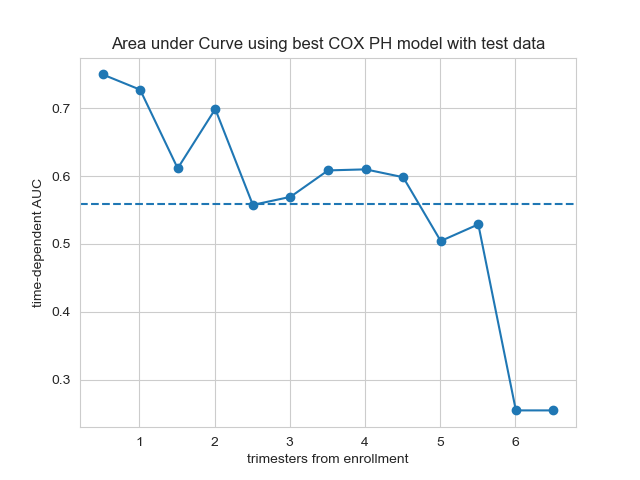 Area under Curve using best COX PH model with test data
time-dependent AUC
0.7
0.6
0.5
0.4
0.3
1 2 3 4 5 6
trimesters from enrollment